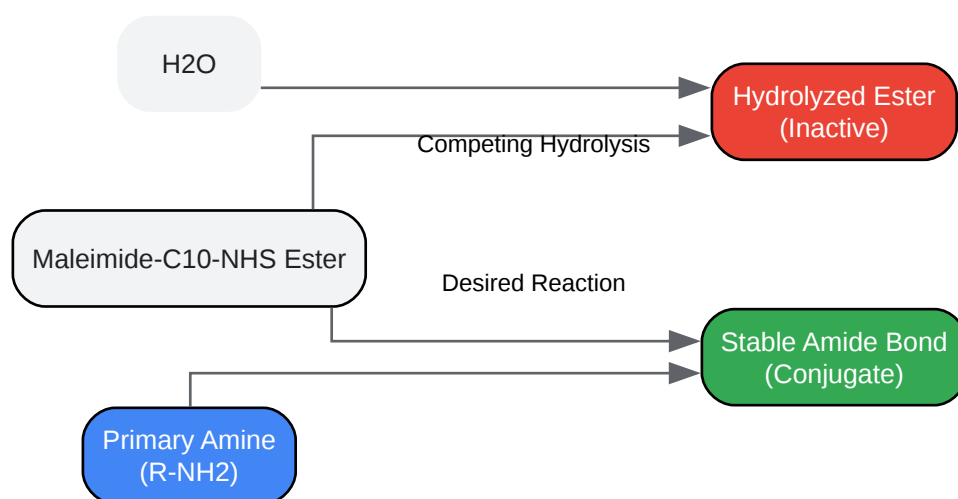 H2O
Hydrolyzed Ester
(Inactive)
Competing Hydrolysis
Maleimide-C10-NHS Ester
Desired Reaction
Stable Amide Bond
(Conjugate)
Primary Amine
(R-NH2)